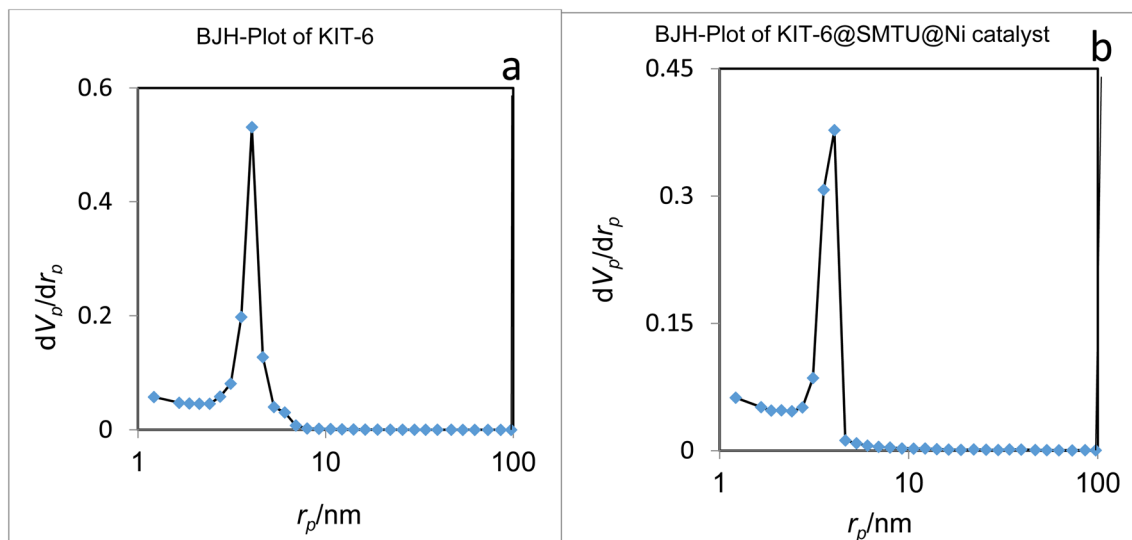 BJH-Plot of KIT-6
a
0.6
0.4
0.2
0
1
10
100
dVp/drp
rp/nm
BJH-Plot of KIT-6@SMTU@Ni catalyst
b
0.45
0.3
0.15
0
1
10
100
dVp/drp
rp/nm